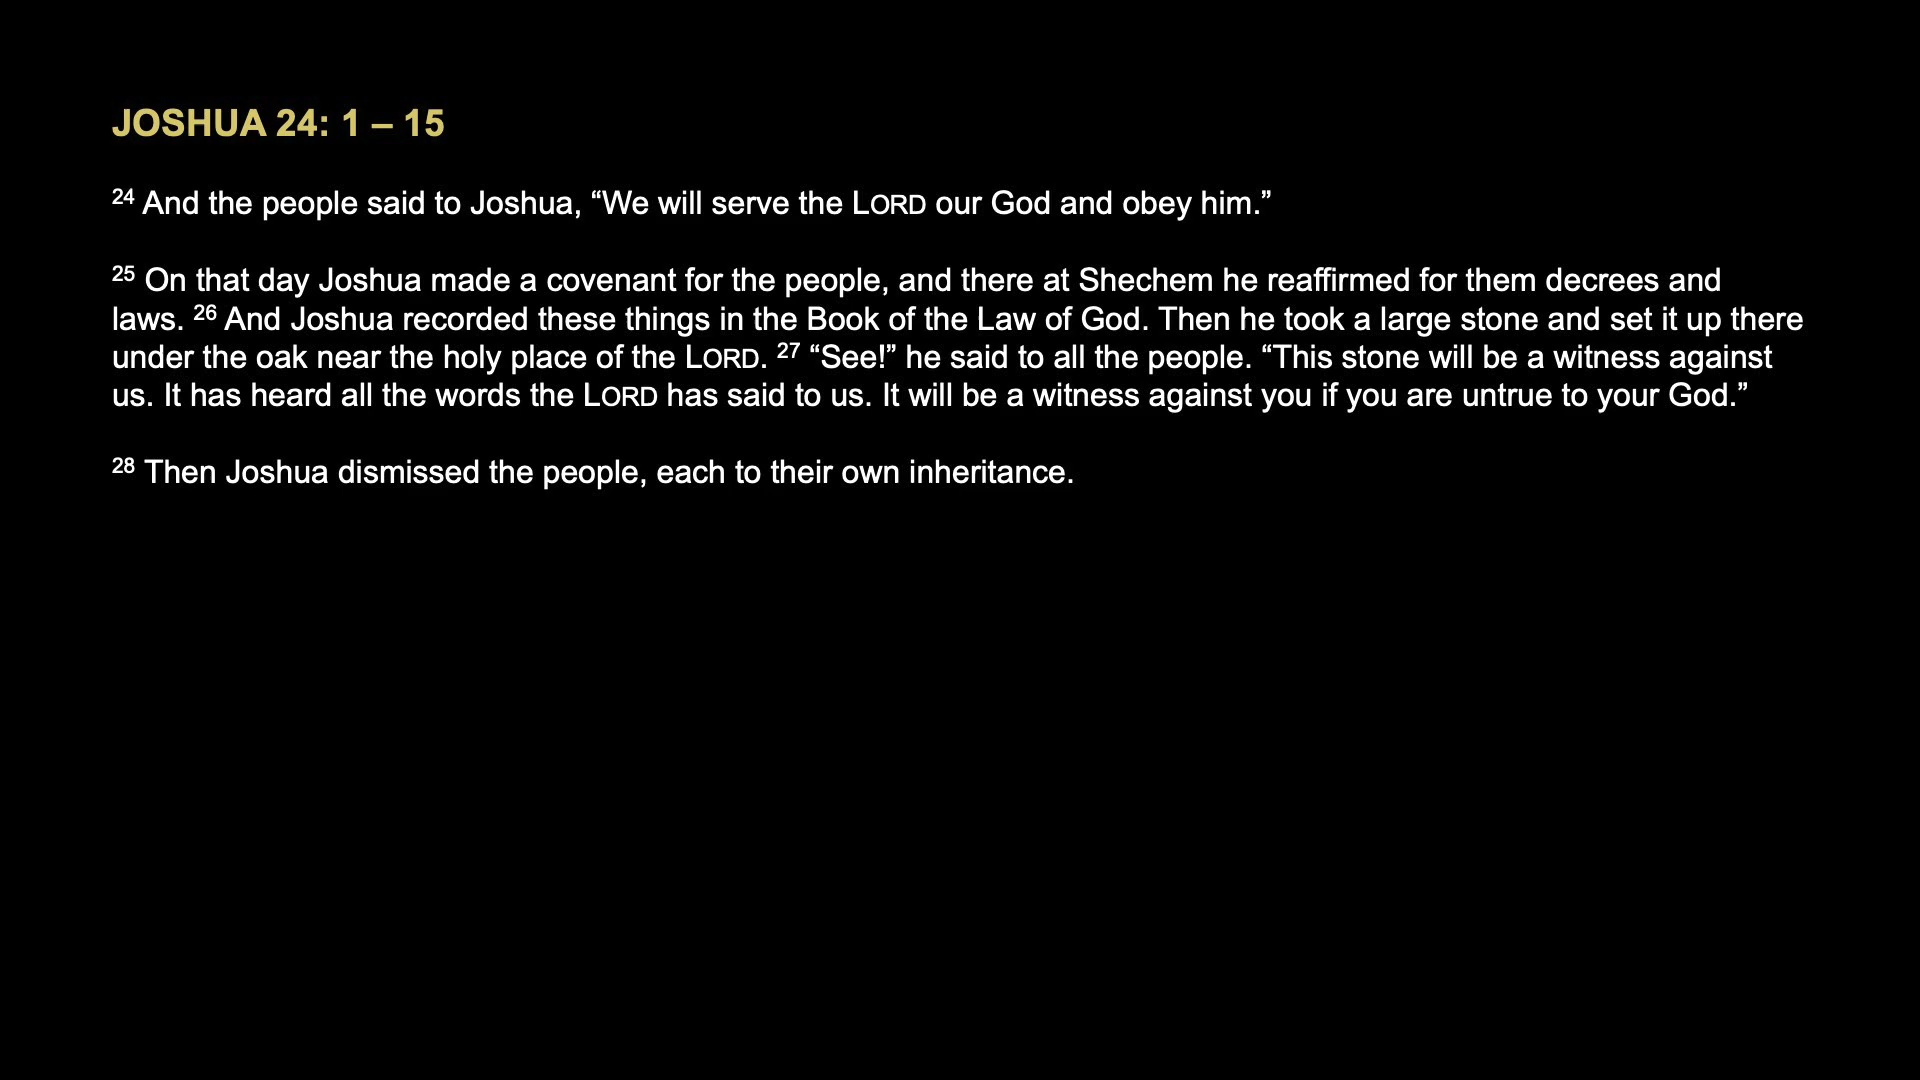 JOSHUA 24: 1 – 15
24 And the people said to Joshua, “We will serve the LORD our God and obey him.”
25 On that day Joshua made a covenant for the people, and there at Shechem he reaffirmed for them decrees and
laws. 26 And Joshua recorded these things in the Book of the Law of God. Then he took a large stone and set it up there
under the oak near the holy place of the LORD. 27 “See!” he said to all the people. “This stone will be a witness against
us. It has heard all the words the LORD has said to us. It will be a witness against you if you are untrue to your God.”
28 Then Joshua dismissed the people, each to their own inheritance.